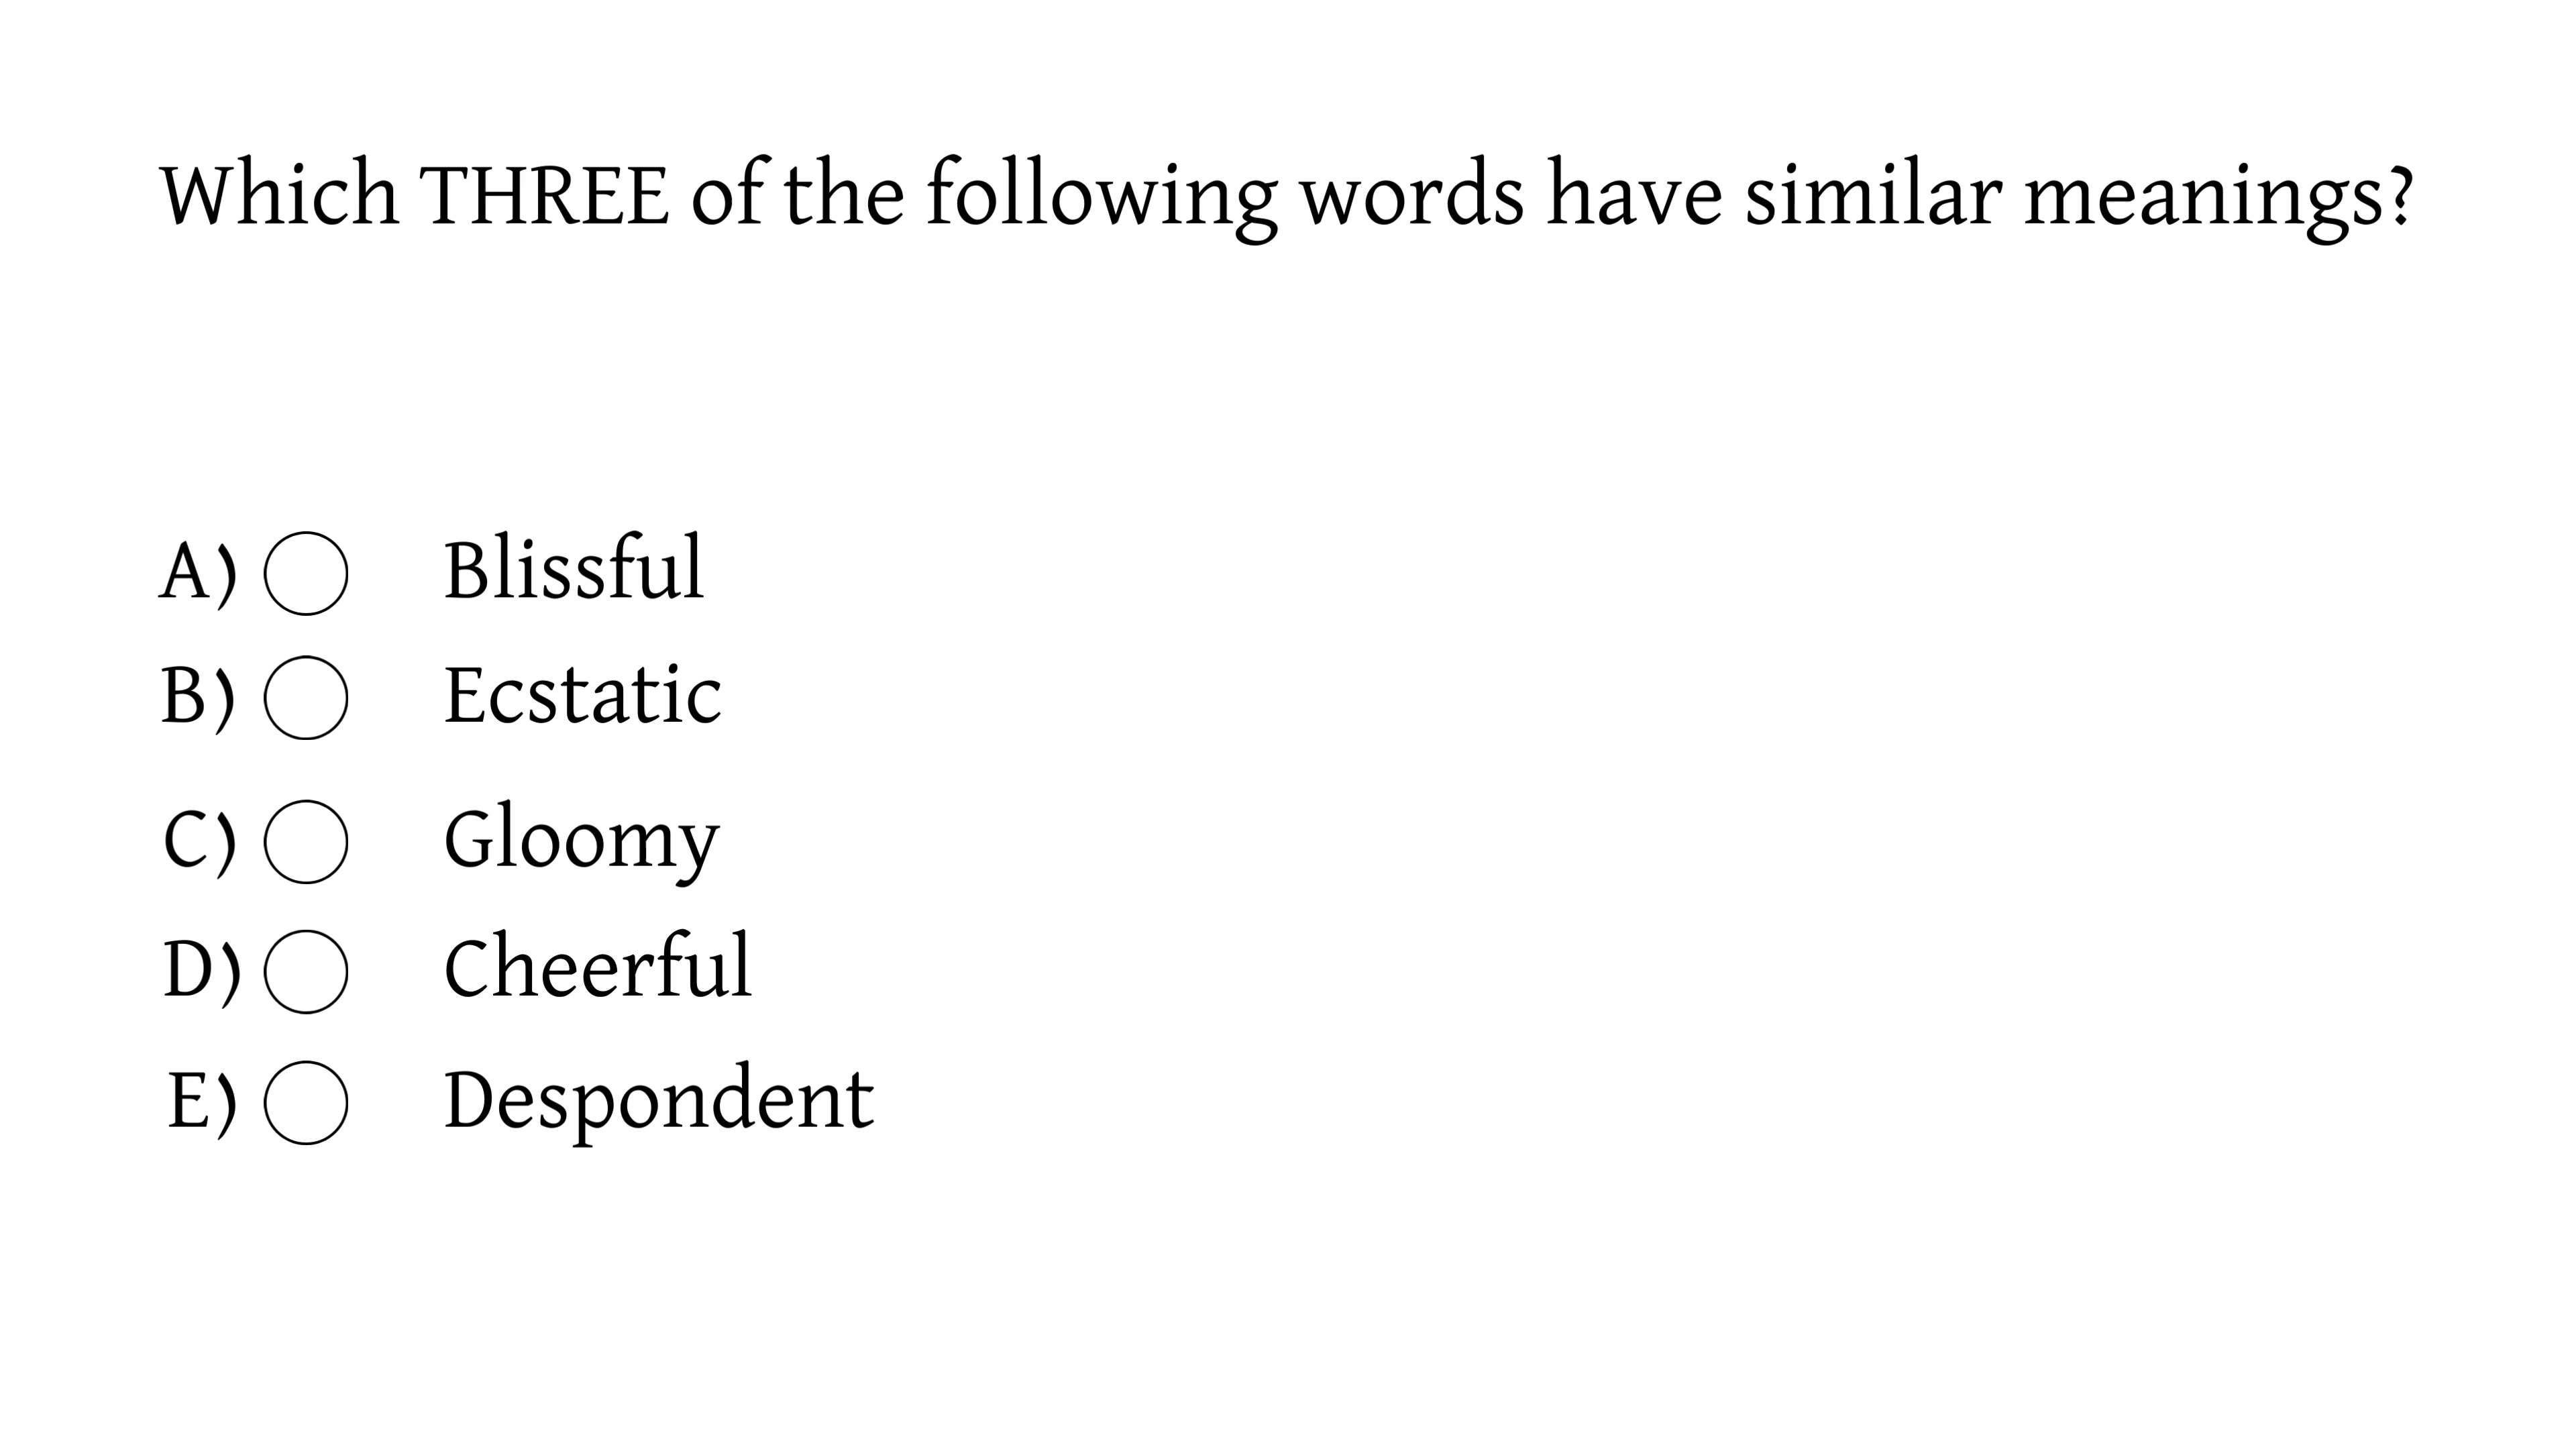 Which THREE of the following words have similar meanings?
A) Blissful
B) Ecstatic
C) Gloomy
D) Cheerful
E) Despondent